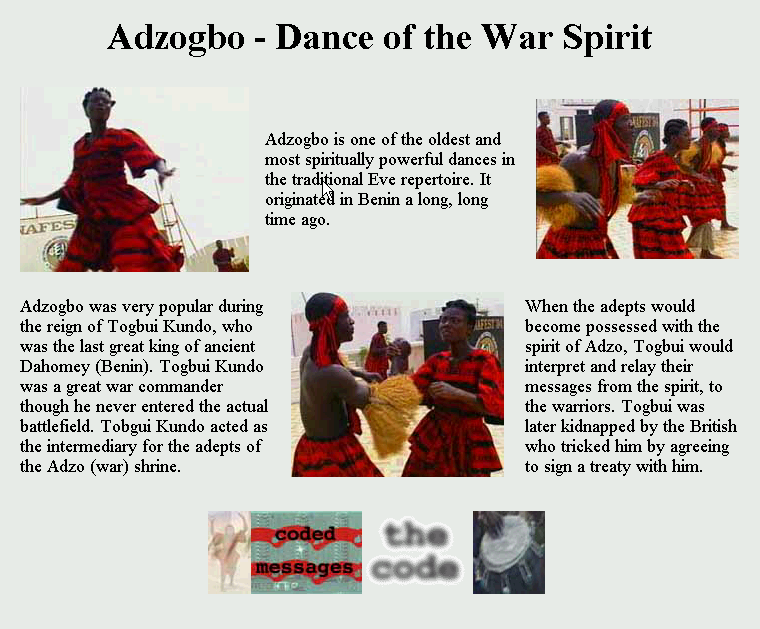 Adzogbo - Dance of the War Spirit
Adzogbo is one of the oldest and
most spiritually powerful dances in
the traditional Eve repertoire. It
originated in Benin a long, long
time ago.
Adzogbo was very popular during
the reign of Togbui Kundo, who
was the last great king of ancient
Dahomey (Benin). Togbui Kundo
was a great war commander
though he never entered the actual
battlefield. Tobgui Kundo acted as
the intermediary for the adepts of
the Adzo (war) shrine.
When the adepts would
become possessed with the
spirit of Adzo, Togbui would
interpret and relay their
messages from the spirit, to
the warriors. Togbui was
later kidnapped by the British
who tricked him by agreeing
to sign a treaty with him.
coded
messages
the
code